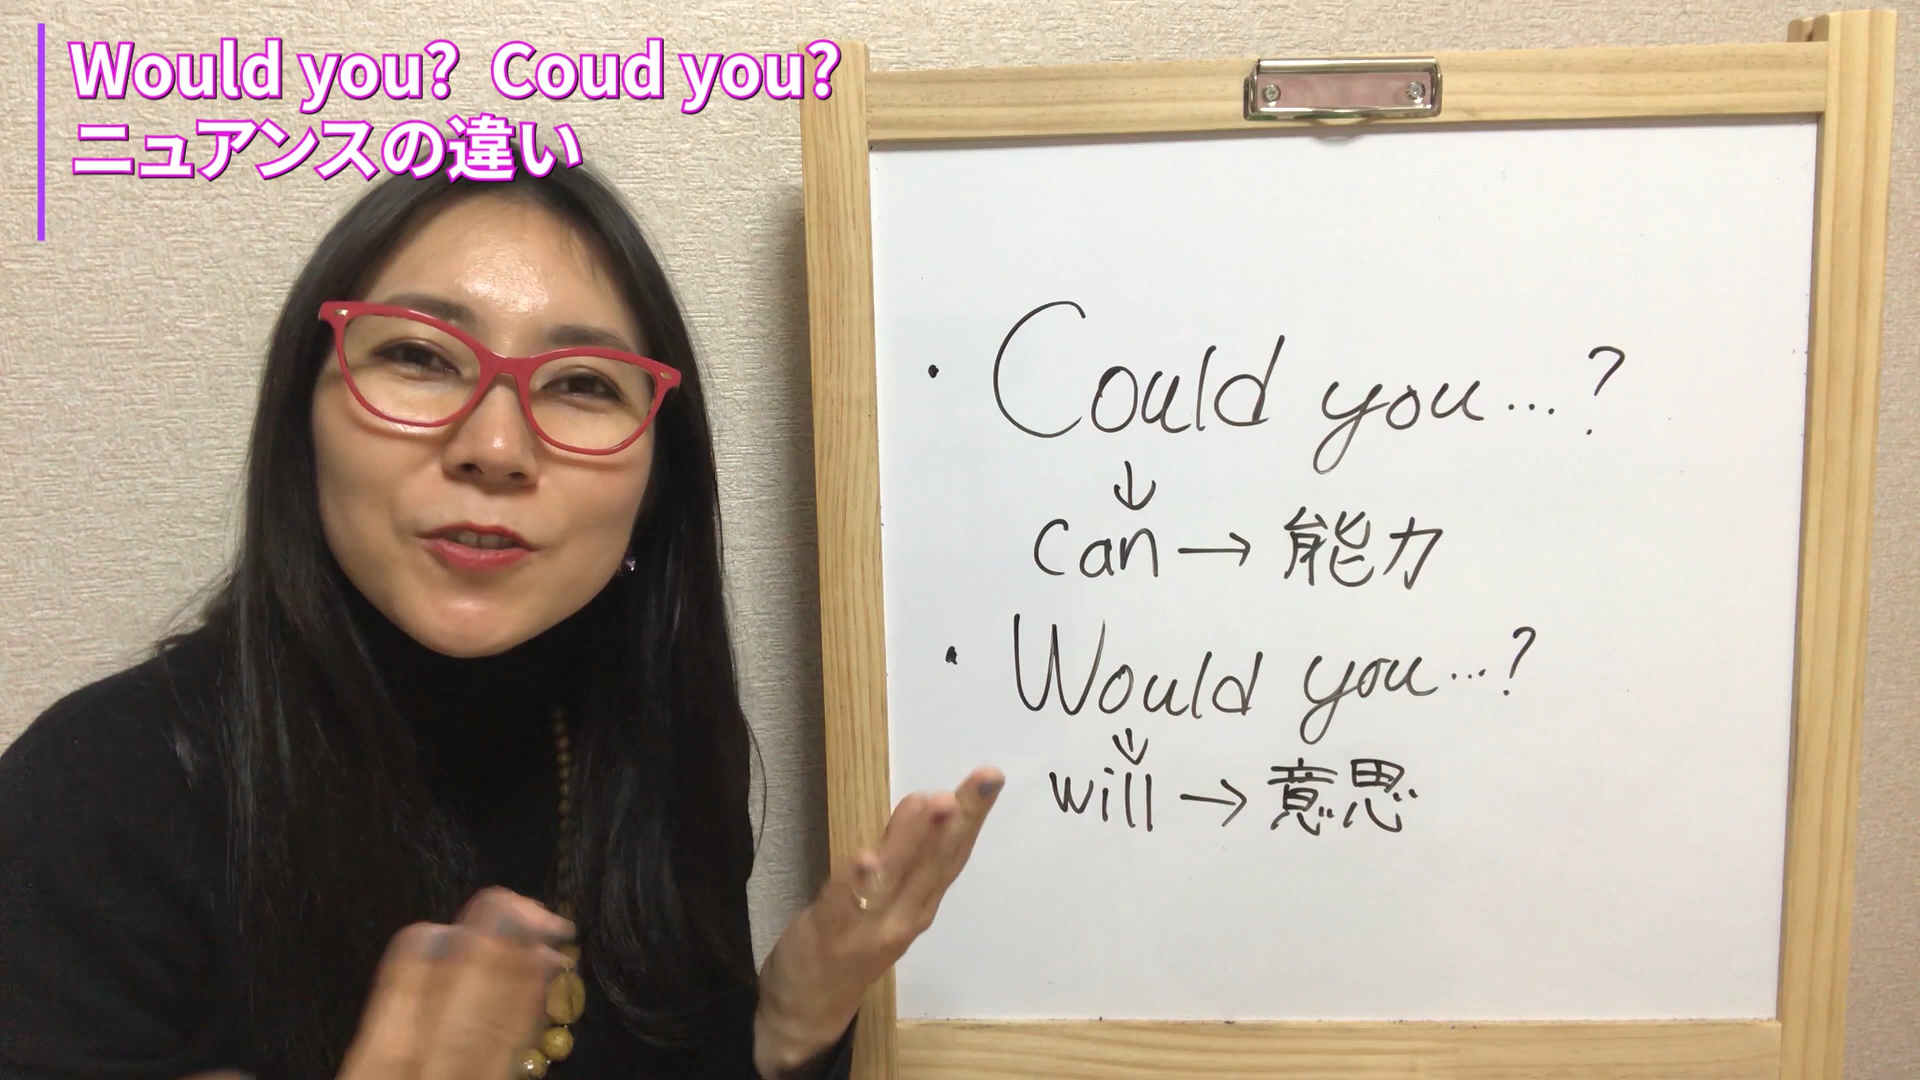 Would you? Coud you?
ニュアンスの違い
・Could you...?
↓
can → 能力
・Would you...?
↓
will → 意思